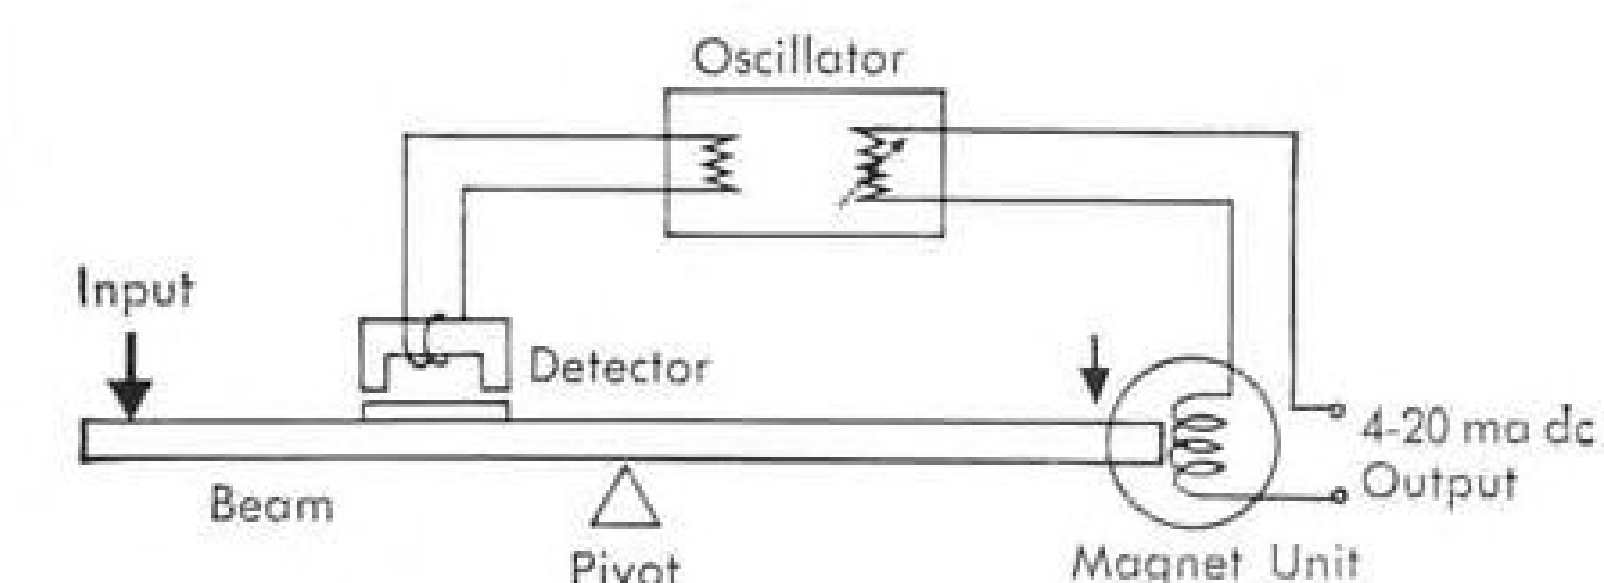 Oscillator
Input
Detector
4-20 ma dc
Output
Beam
Pivot
Magnet Unit